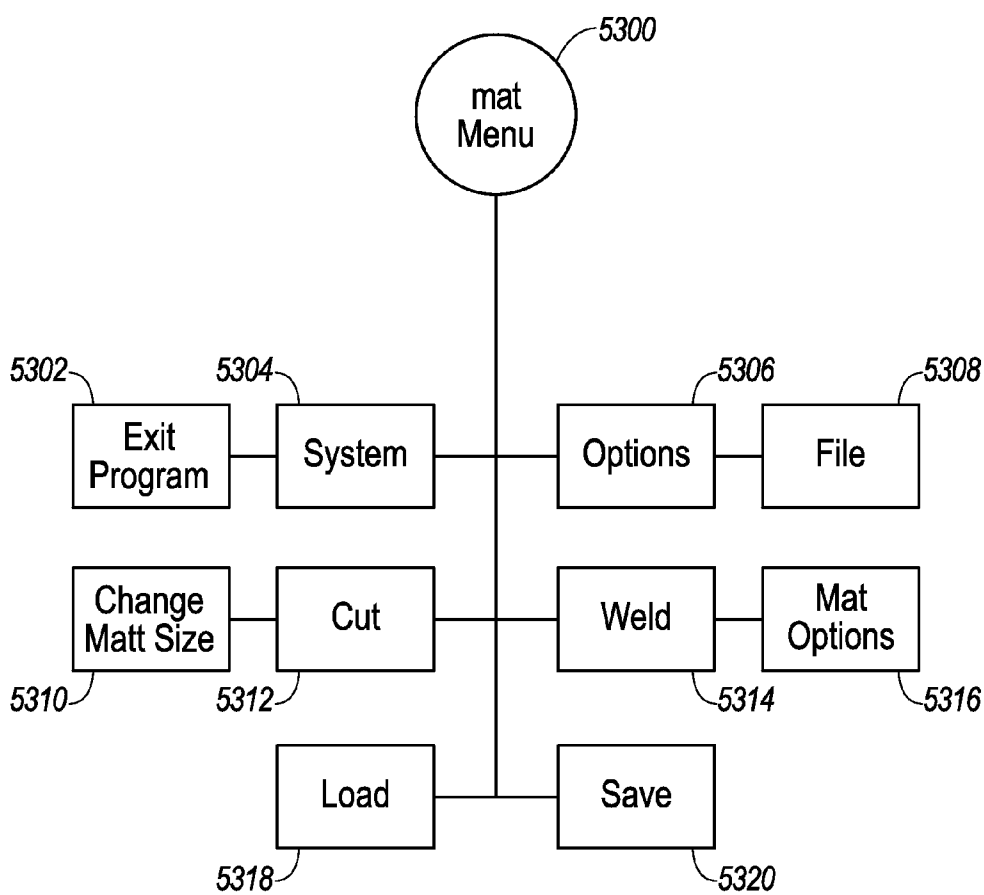 5300
mat
Menu
5302
5304
5306
5308
Exit
Program
System
Options
File
Change
Matt Size
Cut
Weld
Mat
Options
5310
5312
5314
5316
Load
Save
5318
5320